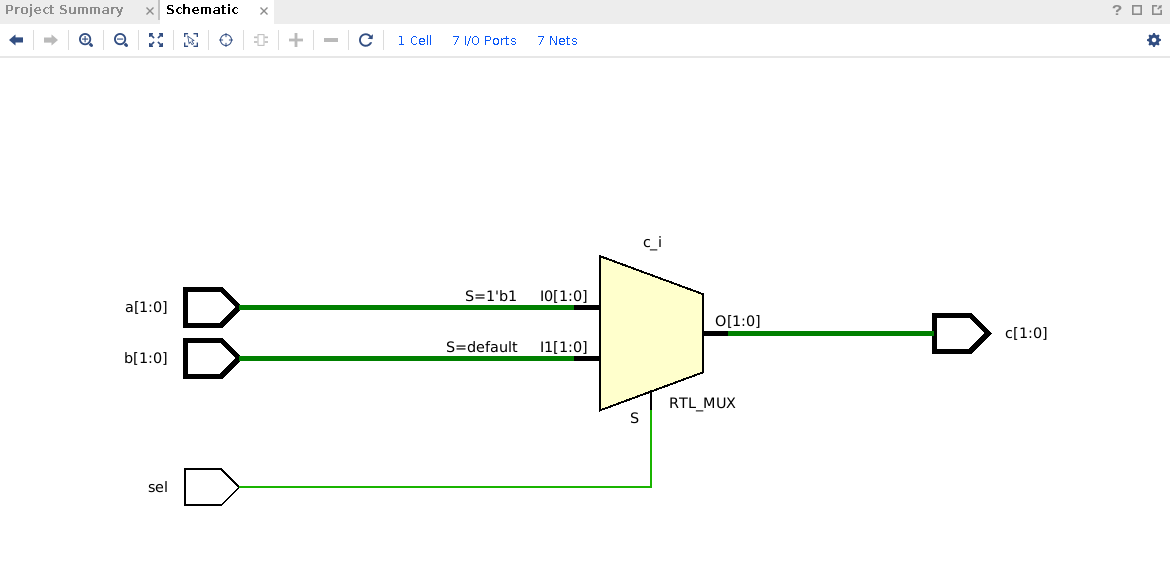 Project Summary × Schematic ×
?
1 Cell 7 I/O Ports 7 Nets
c_i
a[1:0] S=1'b1 I0[1:0]
O[1:0] c[1:0]
b[1:0] S=default I1[1:0]
RTL_MUX
S
sel